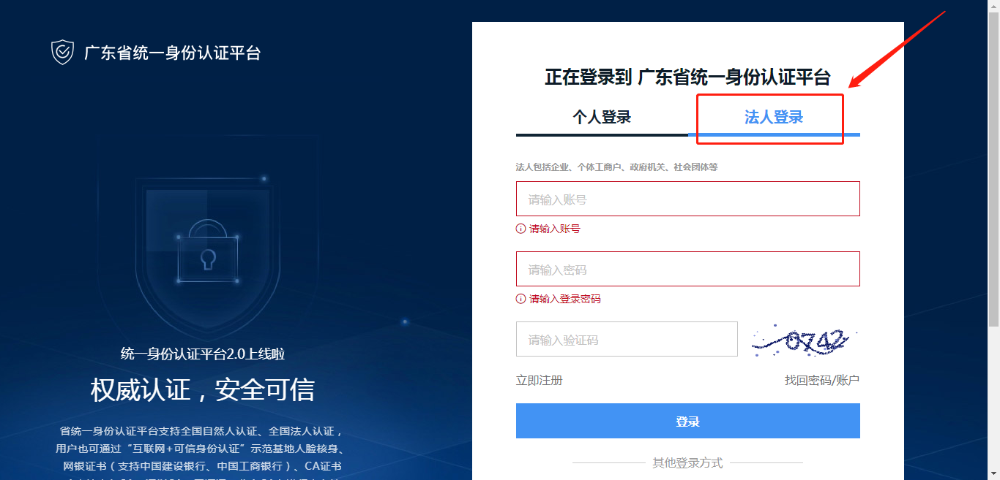 广东省统一身份认证平台
统一身份认证平台2.0上线啦
权威认证，安全可信
省统一身份认证平台支持全国自然人认证、全国法人认证，
用户也可通过“互联网+可信身份认证”示范基地人脸核身、
网银证书（支持中国建设银行、中国工商银行）、CA证书
正在登录到 广东省统一身份认证平台
个人登录
法人登录
法人包括企业、个体工商户、政府机关、社会团体等
请输入账号
请输入账号
请输入密码
请输入登录密码
请输入验证码
0742
立即注册
找回密码/账户
登录
其他登录方式